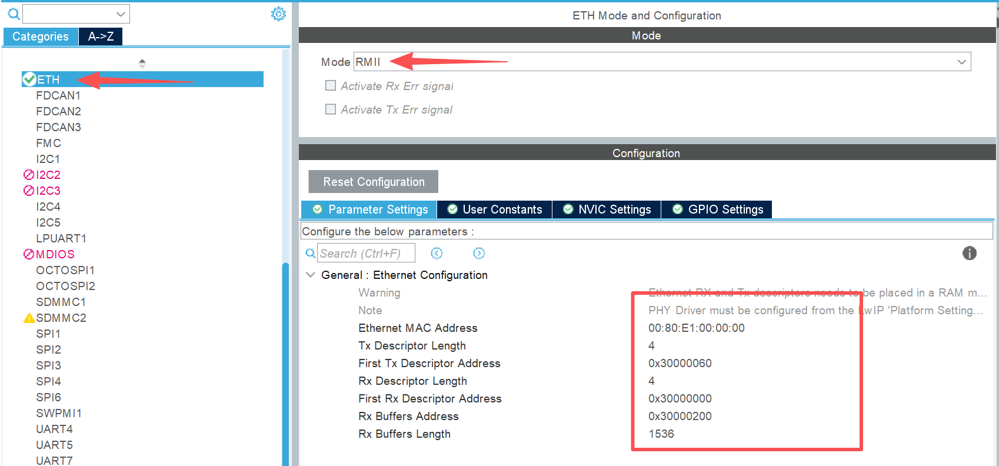 Categories
A->Z
ETH
FDCAN1
FDCAN2
FDCAN3
FMC
I2C1
I2C2
I2C3
I2C4
I2C5
LPUART1
MDIOS
OCTOSPI1
OCTOSPI2
SDMMC1
SDMMC2
SPI1
SPI2
SPI3
SPI4
SPI6
SWPMI1
UART4
UART5
UART7
ETH Mode and Configuration
Mode
Mode RMII
Activate Rx Err signal
Activate Tx Err signal
Configuration
Reset Configuration
Parameter Settings
User Constants
NVIC Settings
GPIO Settings
Configure the below parameters :
Search (Ctrl+F)
General : Ethernet Configuration
Warning Ethernet RX and Tx descriptors needs to be placed in a RAM m...
Note PHY Driver must be configured from the LwIP 'Platform Setting...
Ethernet MAC Address 00:80:E1:00:00:00
Tx Descriptor Length 4
First Tx Descriptor Address 0x30000060
Rx Descriptor Length 4
First Rx Descriptor Address 0x30000000
Rx Buffers Address 0x30000200
Rx Buffers Length 1536